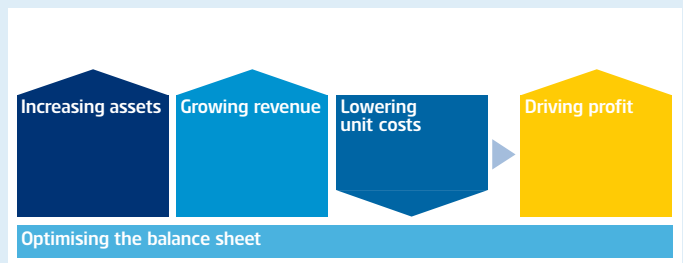 Increasing assets
Growing revenue
Lowering
unit costs
Driving profit
Optimising the balance sheet